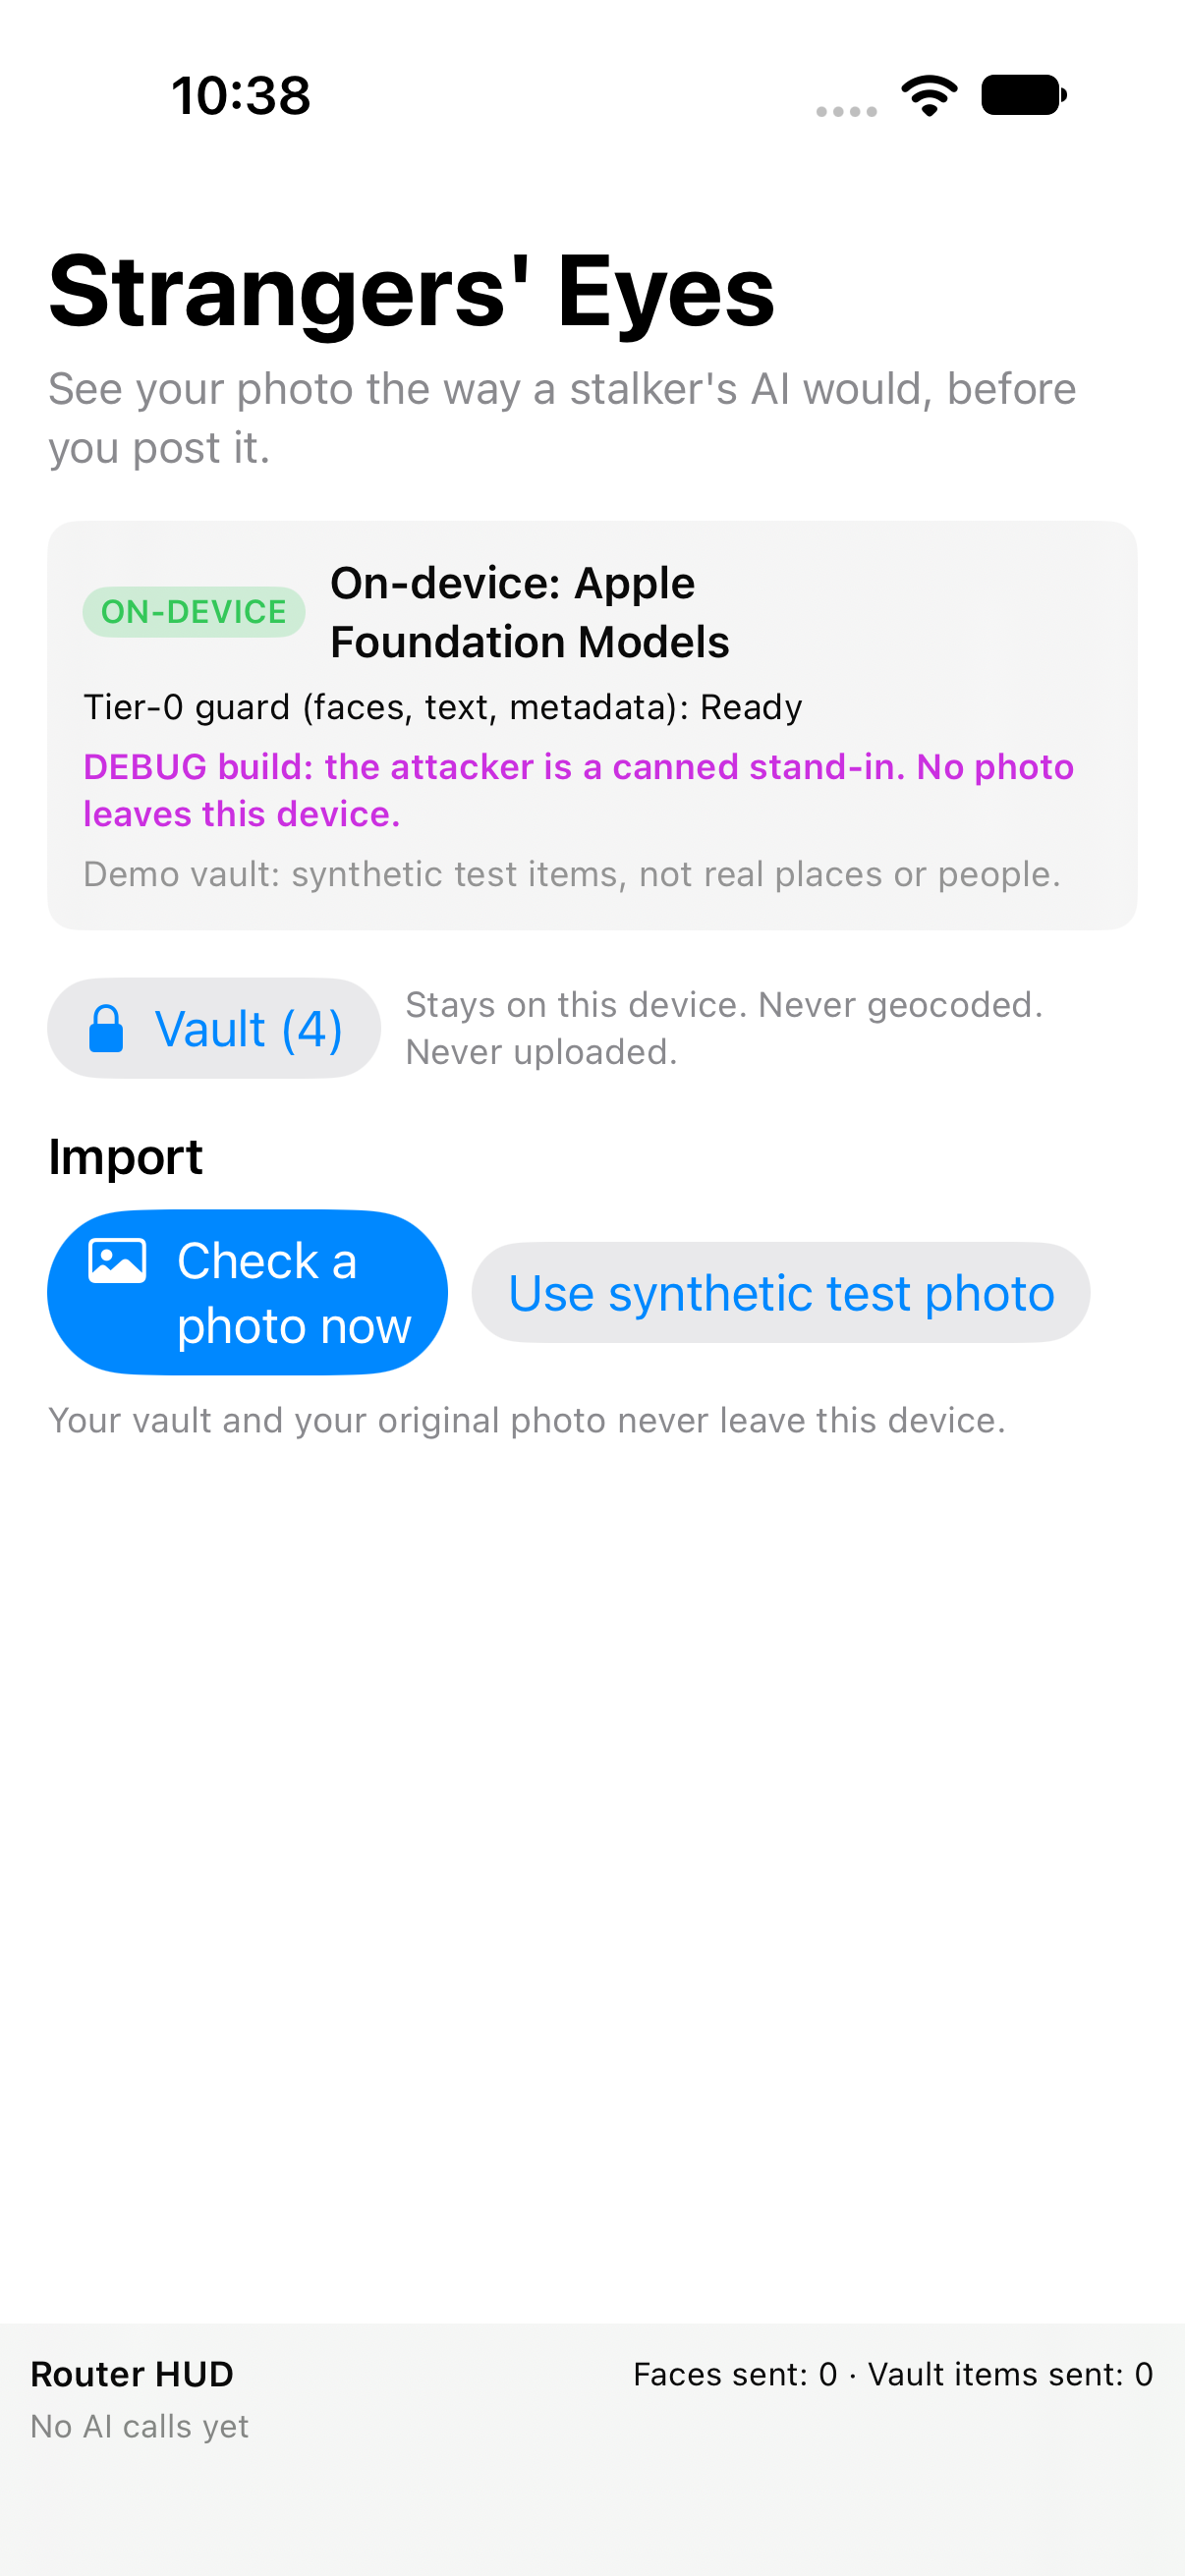 10:38
Strangers' Eyes
See your photo the way a stalker's AI would, before
you post it.
ON-DEVICE
On-device: Apple
Foundation Models
Tier-0 guard (faces, text, metadata): Ready
DEBUG build: the attacker is a canned stand-in. No photo
leaves this device.
Demo vault: synthetic test items, not real places or people.
Vault (4)
Stays on this device. Never geocoded.
Never uploaded.
Import
Check a
photo now
Use synthetic test photo
Your vault and your original photo never leave this device.
Router HUD
Faces sent: 0 · Vault items sent: 0
No AI calls yet